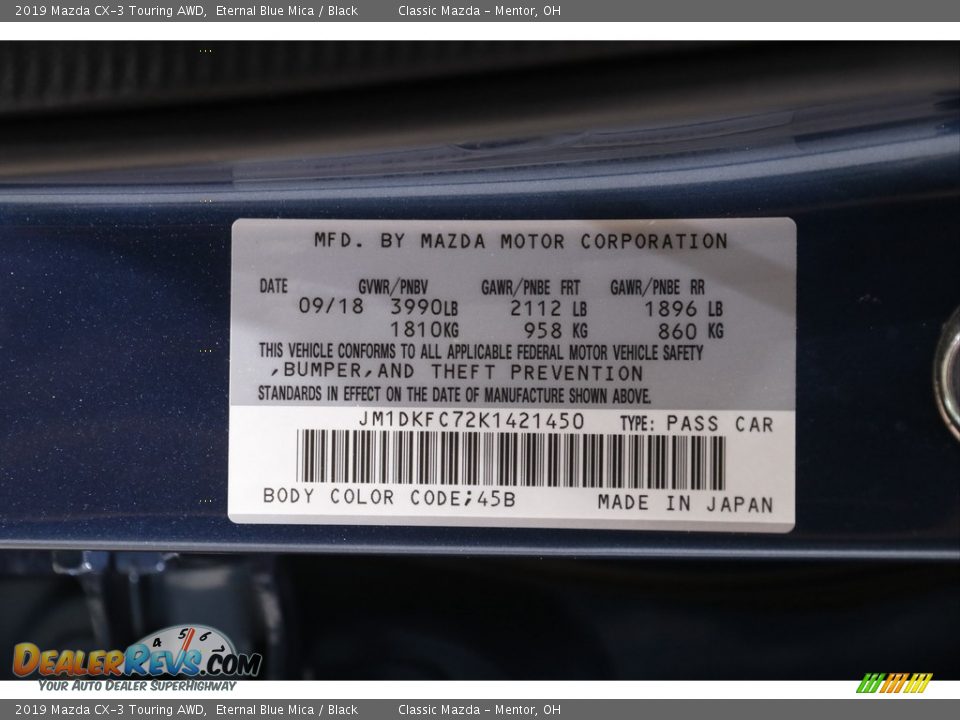 2019 Mazda CX-3 Touring AWD, Eternal Blue Mica / Black Classic Mazda - Mentor, OH
MFD. BY MAZDA MOTOR CORPORATION
DATE GVWR/PNBV GAWR/PNBE FRT GAWR/PNBE RR
09/18 3990LB 2112 LB 1896 LB
1810KG 958 KG 860 KG
THIS VEHICLE CONFORMS TO ALL APPLICABLE FEDERAL MOTOR VEHICLE SAFETY
,BUMPER,AND THEFT PREVENTION
STANDARDS IN EFFECT ON THE DATE OF MANUFACTURE SHOWN ABOVE.
JM1DKFC72K1421450 TYPE: PASS CAR
BODY COLOR CODE;45B MADE IN JAPAN
4 5 6
DEALERREVS.COM
YOUR AUTO DEALER SUPERHIGHWAY
2019 Mazda CX-3 Touring AWD, Eternal Blue Mica / Black Classic Mazda - Mentor, OH